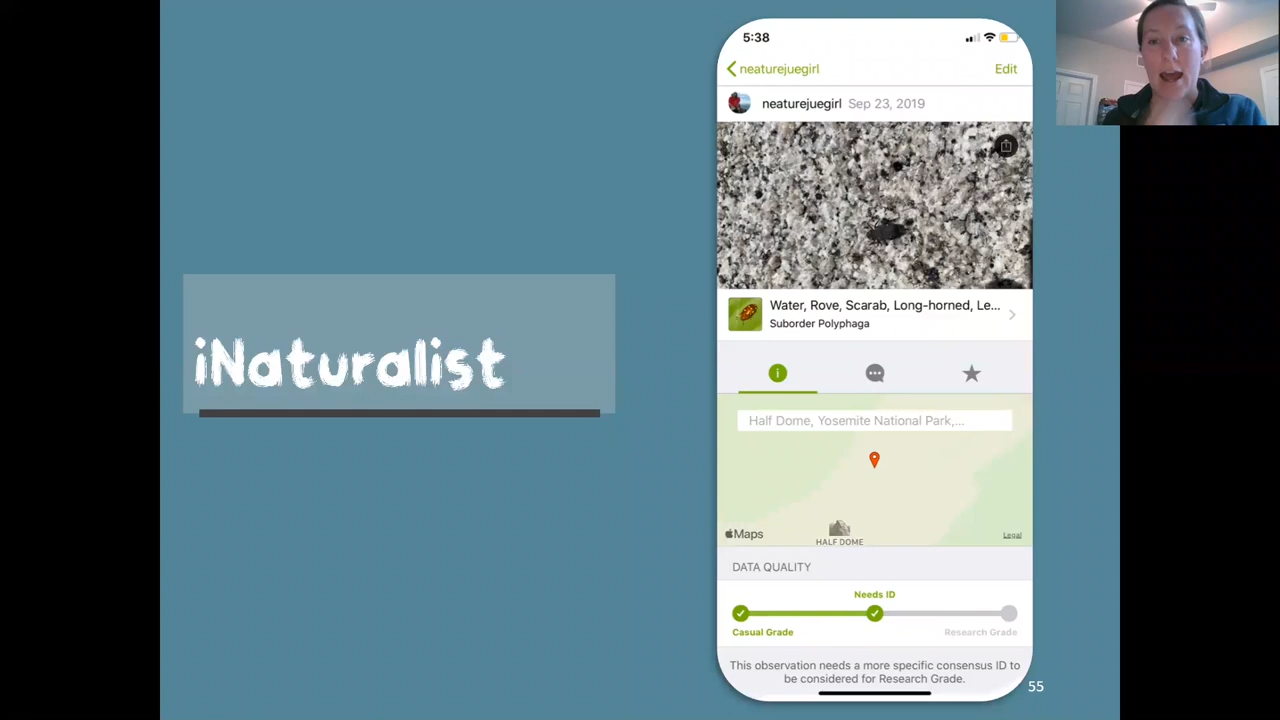 5:38
neaturejuegirl
Edit
neaturejuegirl Sep 23, 2019
Water, Rove, Scarab, Long-horned, Le...
Suborder Polyphaga
iNaturalist
Half Dome, Yosemite National Park,...
Maps
HALF DOME
Legal
DATA QUALITY
Needs ID
Casual Grade
Research Grade
This observation needs a more specific consensus ID to
be considered for Research Grade.
55